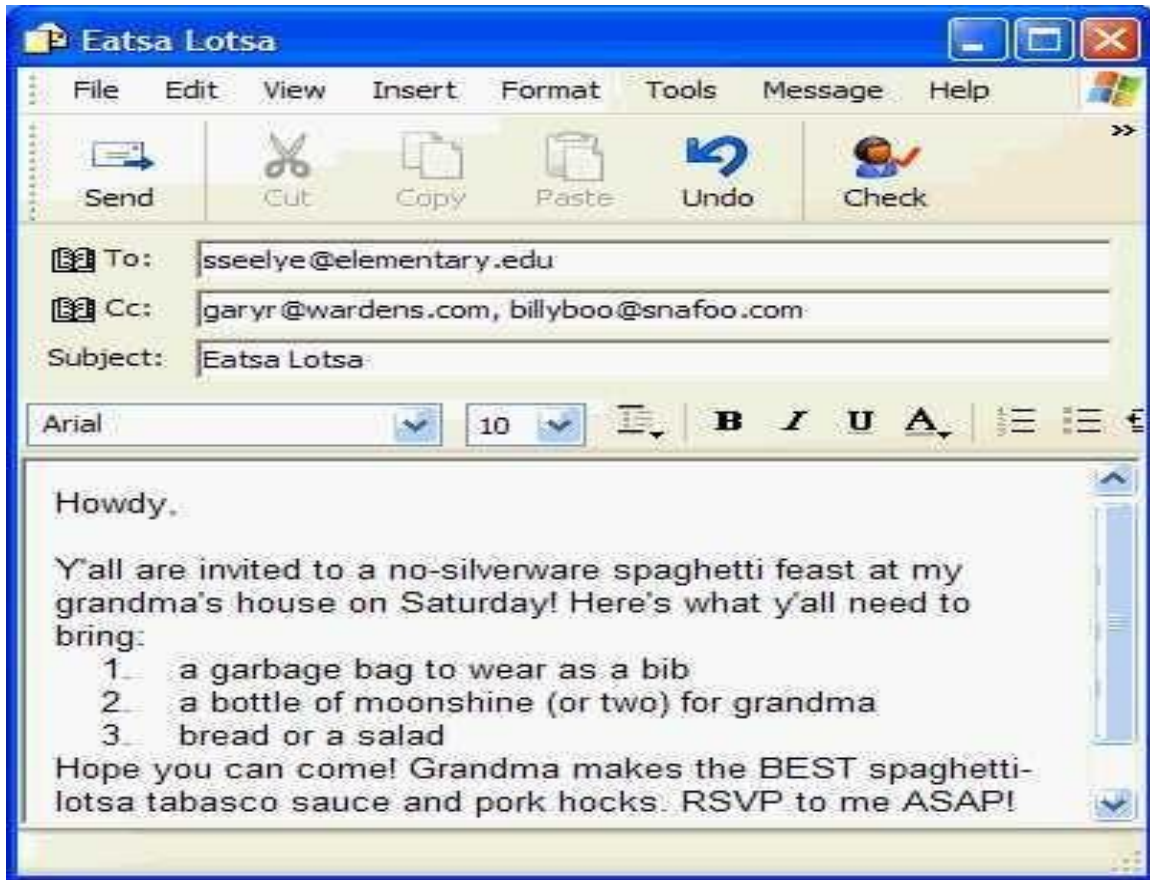 Eatsa Lotsa
File Edit View Insert Format Tools Message Help
Send Cut Copy Paste Undo Check
To: sseelye@elementary.edu
Cc: garyr@wardens.com, billyboo@snafoo.com
Subject: Eatsa Lotsa
Arial 10 B I U A
Howdy,
Y'all are invited to a no-silverware spaghetti feast at my
grandma's house on Saturday! Here's what y'all need to
bring:
1. a garbage bag to wear as a bib
2. a bottle of moonshine (or two) for grandma
3. bread or a salad
Hope you can come! Grandma makes the BEST spaghetti-
lotsa tabasco sauce and pork hocks. RSVP to me ASAP!